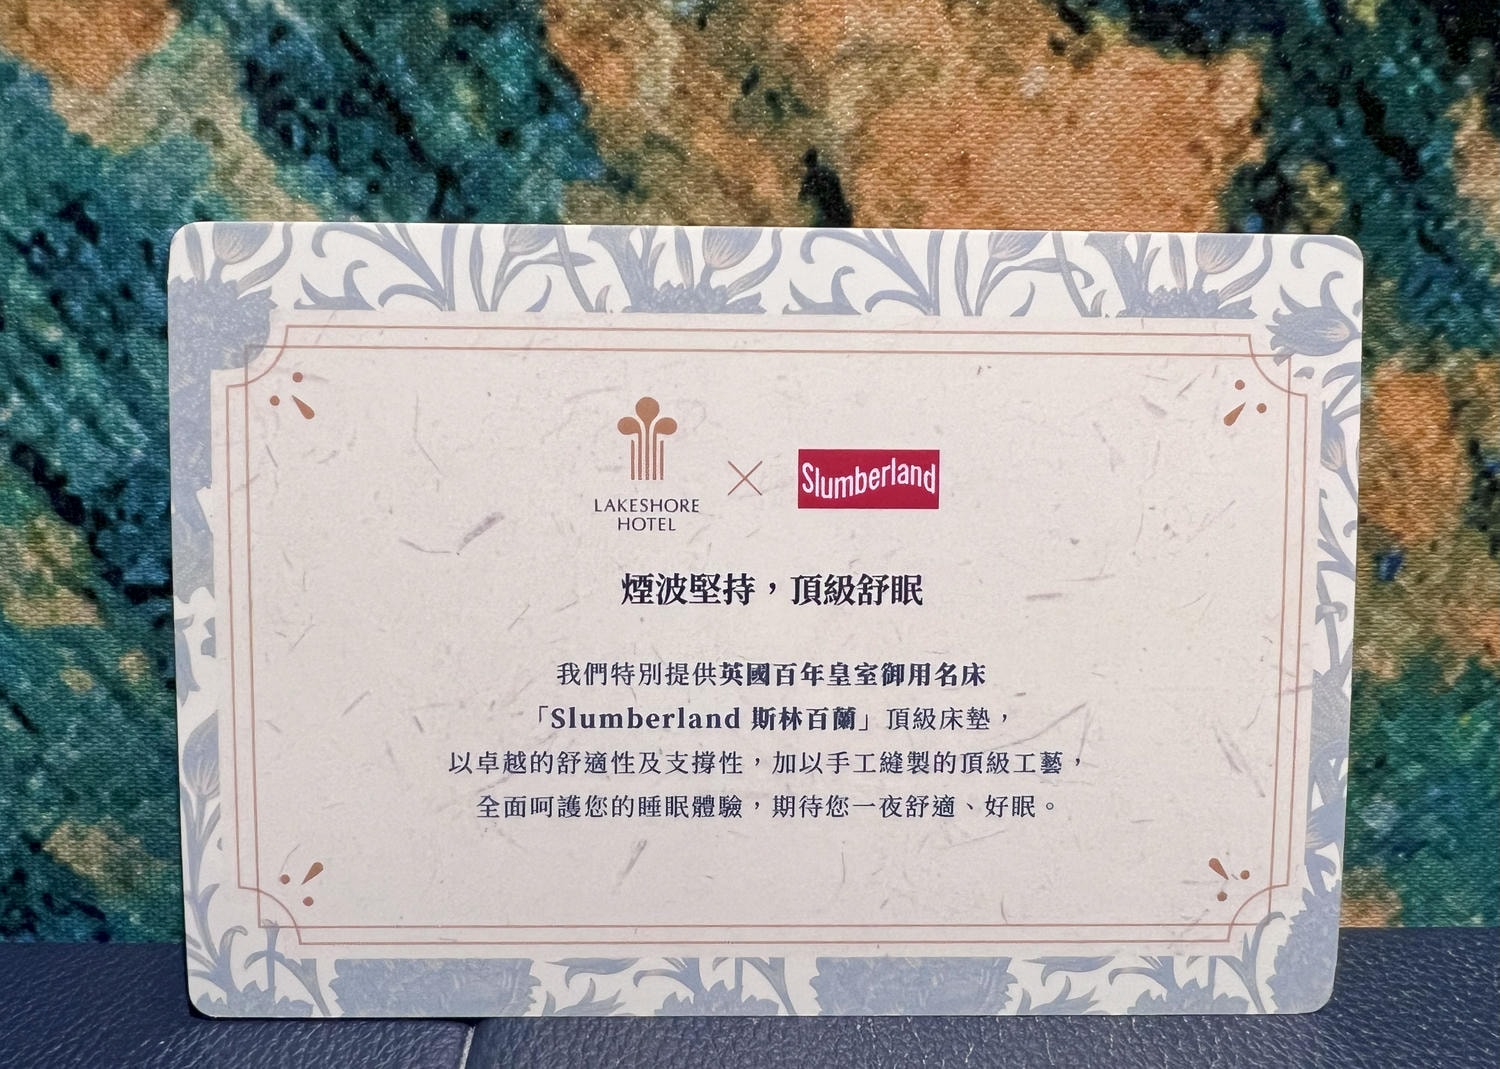 LAKESHORE
HOTEL
Slumberland
煙波堅持，頂級舒眠
我們特別提供英國百年皇室御用名床
「Slumberland 斯林百蘭」頂級床墊，
以卓越的舒適性及支撐性，加以手工縫製的頂級工藝，
全面呵護您的睡眠體驗，期待您一夜舒適、好眠。